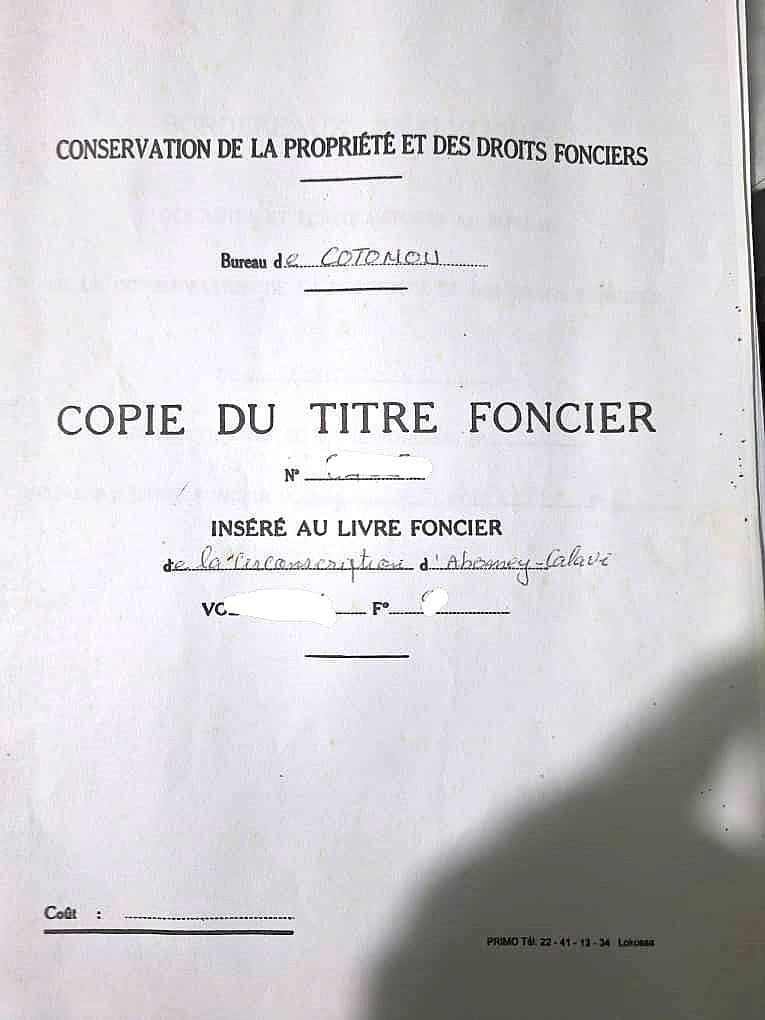 CONSERVATION DE LA PROPRIÉTÉ ET DES DROITS FONCIERS
Bureau de COTONOU
COPIE DU TITRE FONCIER
N°
INSÉRÉ AU LIVRE FONCIER
de la Circonscription d'Abomey-Calavi
VO F°
Coût :
PRIMO Tél: 22 - 41 - 13 - 34 Lokossa